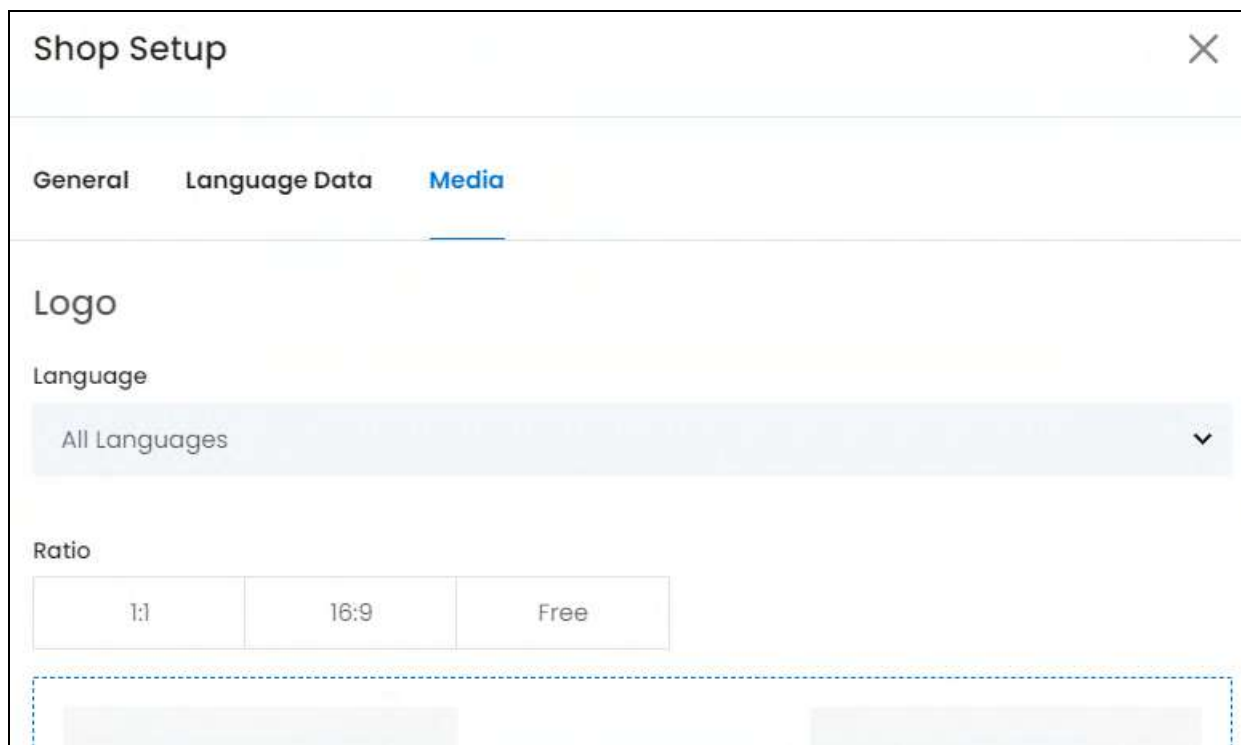 Shop Setup
General Language Data Media
Logo
Language
All Languages
Ratio
1:1 16:9 Free